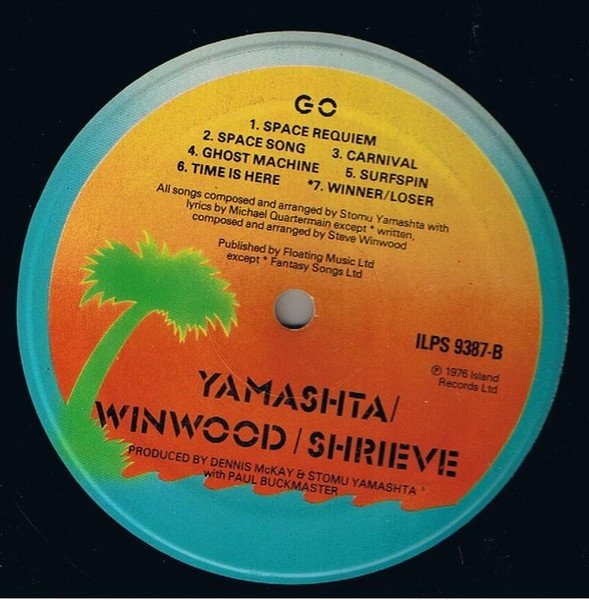 GO
1. SPACE REQUIEM
2. SPACE SONG 3. CARNIVAL
4. GHOST MACHINE 5. SURFSPIN
6. TIME IS HERE *7. WINNER/LOSER
All songs composed and arranged by Stomu Yamashta with
lyrics by Michael Quartermain except * written,
composed and arranged by Steve Winwood
Published by Floating Music Ltd
except * Fantasy Songs Ltd
ILPS 9387-B
℗ 1976 Island
Records Ltd
YAMASHTA/
WINWOOD/SHRIEVE
PRODUCED BY DENNIS McKAY & STOMU YAMASHTA
with PAUL BUCKMASTER